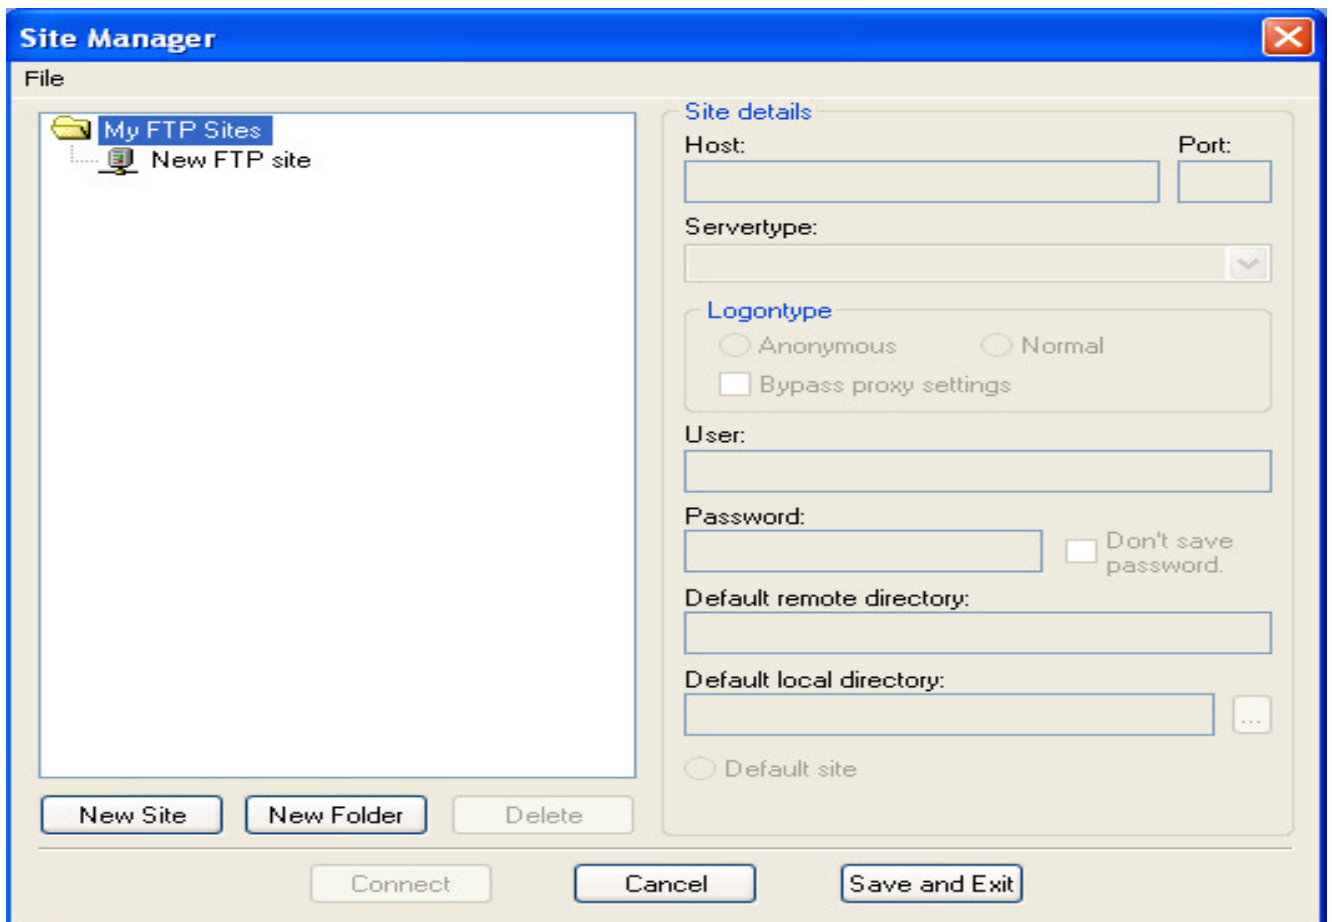 Site Manager
File
My FTP Sites
New FTP site
Site details
Host:
Port:
Servertype:
Logontype
Anonymous
Normal
Bypass proxy settings
User:
Password:
Don't save
password.
Default remote directory:
Default local directory:
...
Default site
New Site
New Folder
Delete
Connect
Cancel
Save and Exit